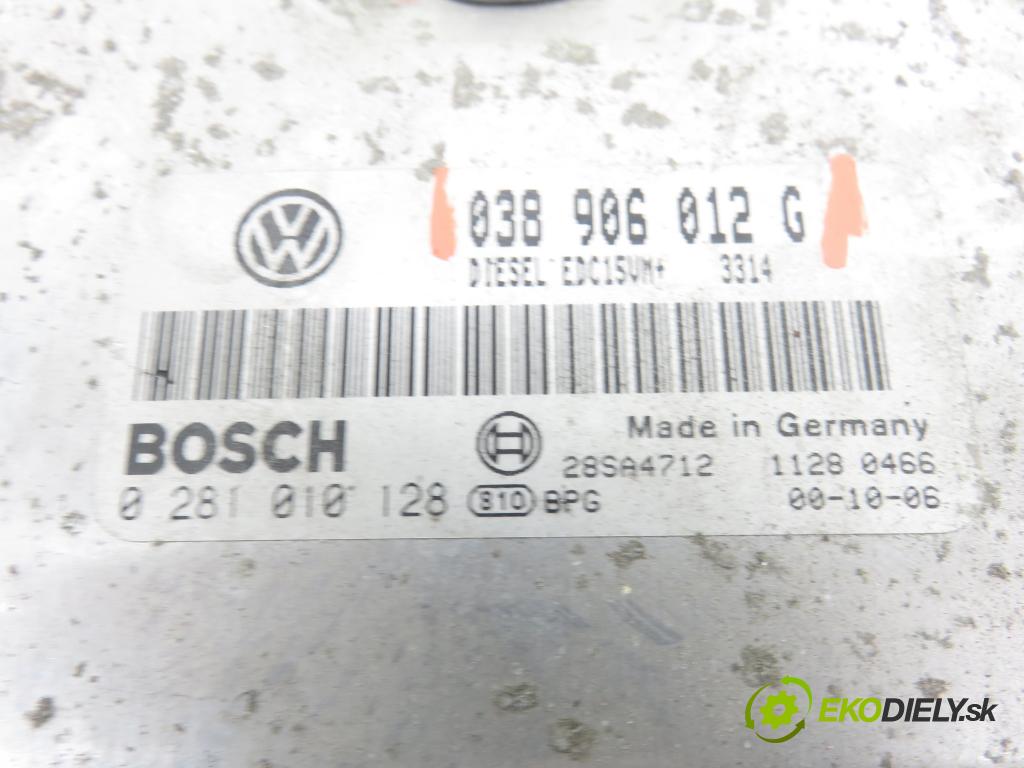 VW
038 906 012 G
DIESEL EDC15VM+ 3314
BOSCH
Made in Germany
28SA4712 1128 0466
0 281 010 128 810 BPG 00-10-06
EKODIELY.sk